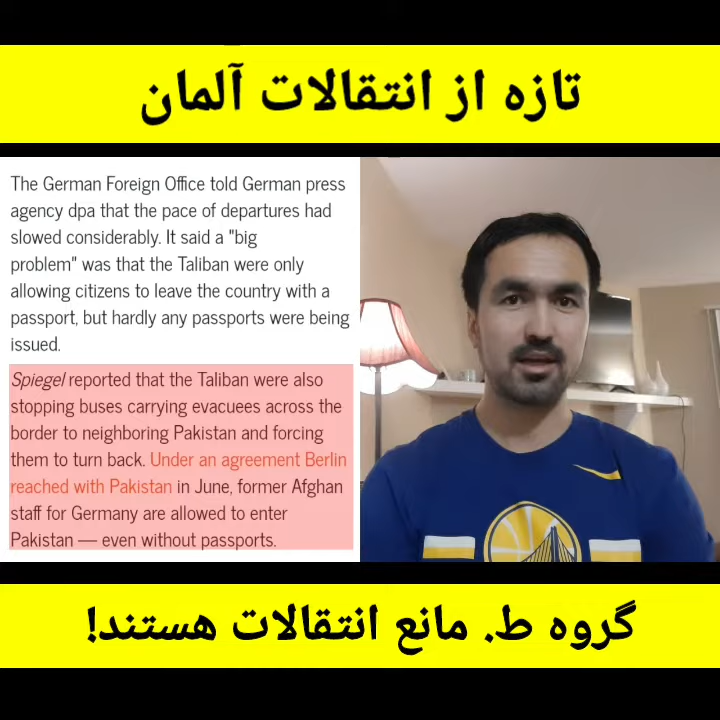 تازه از انتقالات آلمان
The German Foreign Office told German press
agency dpa that the pace of departures had
slowed considerably. It said a "big
problem" was that the Taliban were only
allowing citizens to leave the country with a
passport, but hardly any passports were being
issued.
Spiegel reported that the Taliban were also
stopping buses carrying evacuees across the
border to neighboring Pakistan and forcing
them to turn back. Under an agreement Berlin
reached with Pakistan in June, former Afghan
staff for Germany are allowed to enter
Pakistan — even without passports.
گروه ط. مانع انتقالات هستند!